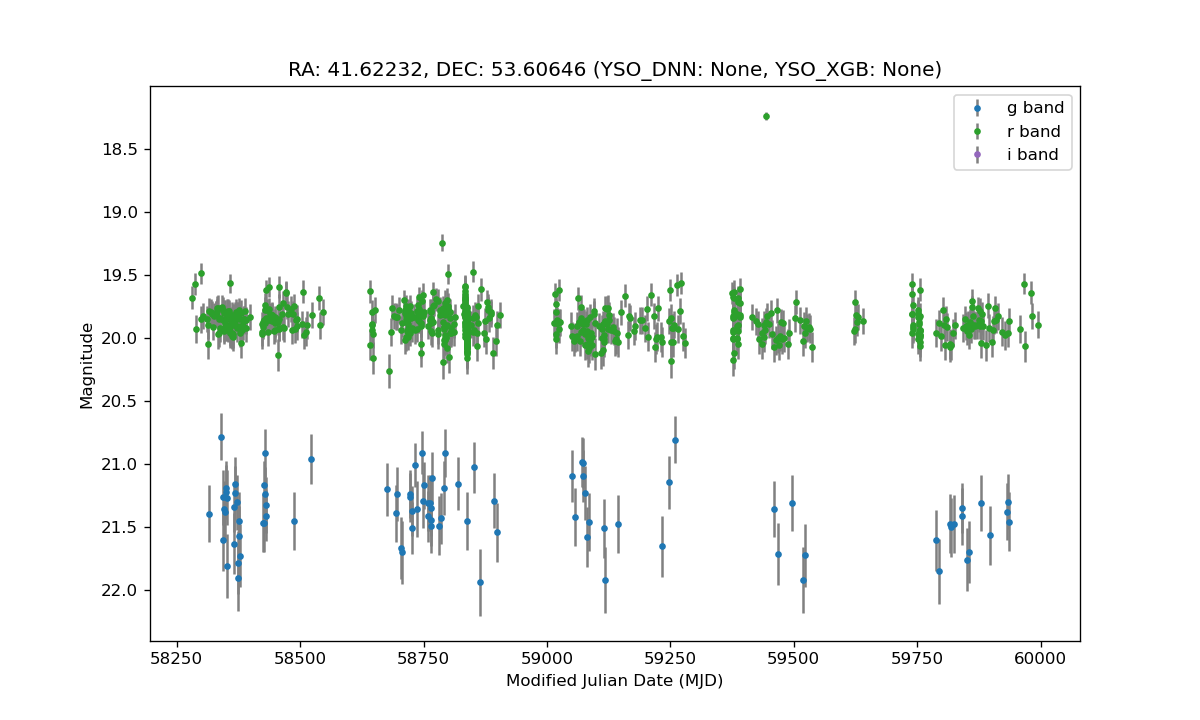 RA: 41.62232, DEC: 53.60646 (YSO_DNN: None, YSO_XGB: None)
g band
r band
i band
18.5
19.0
19.5
20.0
20.5
21.0
21.5
22.0
Magnitude
58250 58500 58750 59000 59250 59500 59750 60000
Modified Julian Date (MJD)